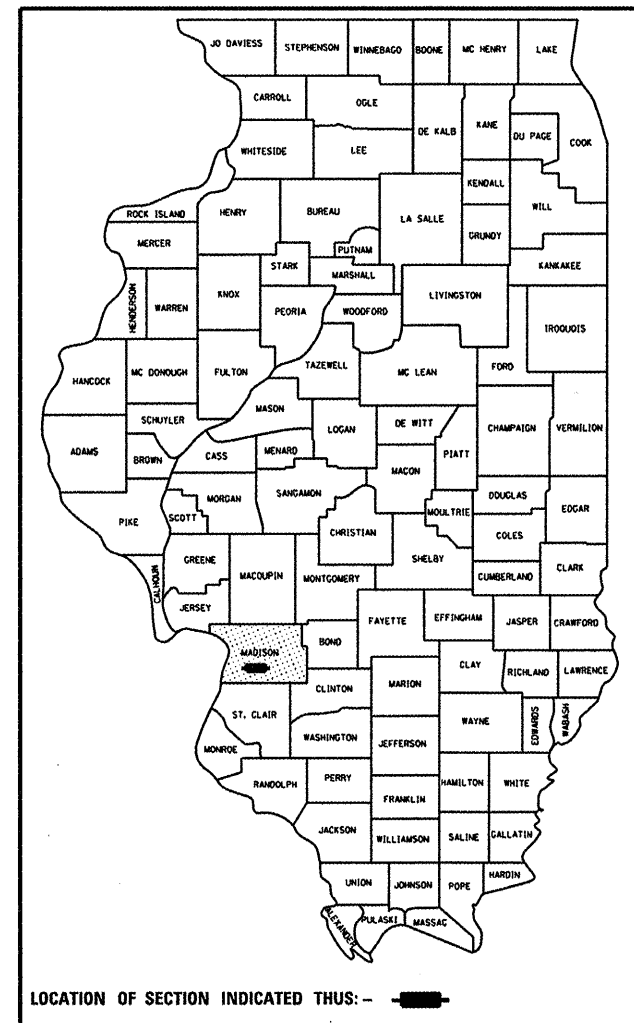 JO DAVIESS
STEPHENSON
WINNEBAGO
BOONE
MC HENRY
LAKE
CARROLL
OGLE
DE KALB
KANE
DU PAGE
COOK
WHITESIDE
LEE
KENDALL
WILL
ROCK ISLAND
HENRY
BUREAU
LA SALLE
GRUNDY
MERCER
PUTNAM
STARK
MARSHALL
KANKAKEE
HENDERSON
WARREN
KNOX
PEORIA
WOODFORD
LIVINGSTON
IROQUOIS
HANCOCK
MC DONOUGH
FULTON
TAZEWELL
MC LEAN
FORD
MASON
SCHUYLER
LOGAN
DE WITT
CHAMPAIGN
VERMILION
ADAMS
BROWN
CASS
MENARD
MACON
PIATT
MORGAN
SANGAMON
DOUGLAS
EDGAR
PIKE
SCOTT
CHRISTIAN
MOULTRIE
COLES
GREENE
MACOUPIN
MONTGOMERY
SHELBY
CUMBERLAND
CLARK
CALHOUN
JERSEY
FAYETTE
EFFINGHAM
JASPER
CRAWFORD
MADISON
BOND
CLAY
RICHLAND
LAWRENCE
CLINTON
MARION
ST. CLAIR
WAYNE
EDWARDS
WABASH
MONROE
WASHINGTON
JEFFERSON
RANDOLPH
PERRY
HAMILTON
WHITE
FRANKLIN
JACKSON
WILLIAMSON
SALINE
GALLATIN
UNION
JOHNSON
POPE
HARDIN
ALEXANDER
PULASKI
MASSAC
LOCATION OF SECTION INDICATED THUS: -